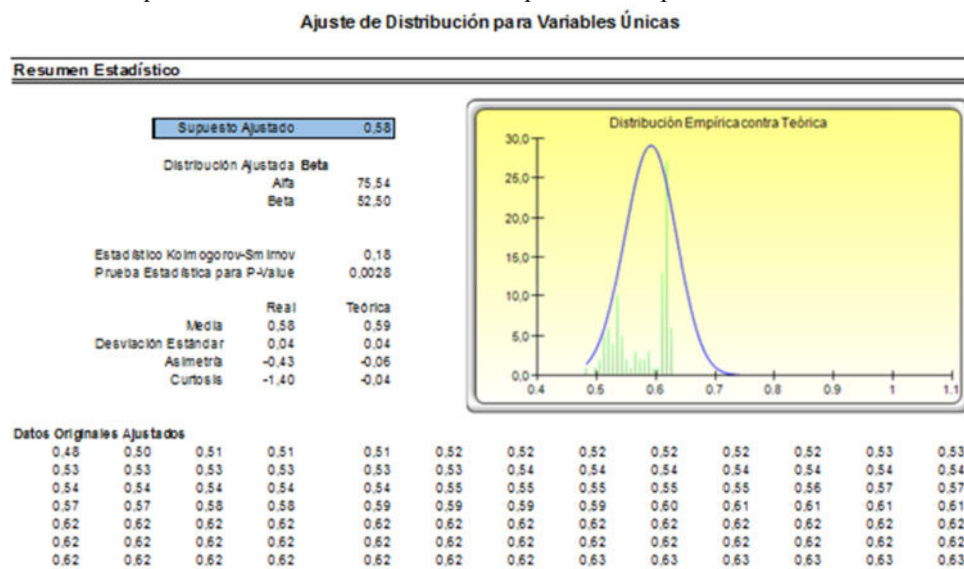 Ajuste de Distribución para Variables Únicas
Resumen Estadístico
Supuesto Ajustado 0,58
Distribución Ajustada Beta
Alfa 75,54
Beta 52,50
Estadístico Kolmogorov-Smirnov 0,18
Prueba Estadística para P-Value 0,0028
Real Teórica
Media 0,58 0,59
Desviación Estándar 0,04 0,04
Asimetría -0,43 -0,06
Curtosis -1,40 -0,04
Distribución Empírica contra Teórica
30,0
25,0
20,0
15,0
10,0
5,0
0,0
0.4 0.5 0.6 0.7 0.8 0.9 1 1.1
Datos Originales Ajustados
0,48 0,50 0,51 0,51 0,51 0,52 0,52 0,52 0,52 0,52 0,52 0,53 0,53
0,53 0,53 0,53 0,53 0,53 0,53 0,54 0,54 0,54 0,54 0,54 0,54 0,54
0,54 0,54 0,54 0,54 0,54 0,55 0,55 0,55 0,55 0,55 0,56 0,57 0,57
0,57 0,57 0,58 0,58 0,59 0,59 0,59 0,59 0,60 0,61 0,61 0,61 0,61
0,62 0,62 0,62 0,62 0,62 0,62 0,62 0,62 0,62 0,62 0,62 0,62 0,62
0,62 0,62 0,62 0,62 0,62 0,62 0,62 0,62 0,62 0,62 0,62 0,62 0,62
0,62 0,62 0,62 0,62 0,62 0,62 0,62 0,63 0,63 0,63 0,63 0,63 0,63